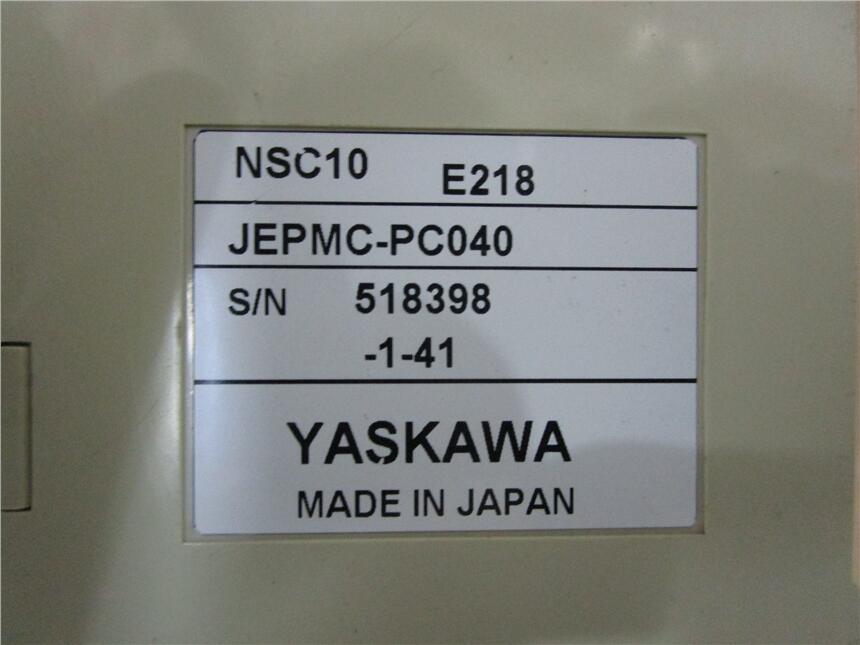 NSC10 E218
JEPMC-PC040
S/N 518398
-1-41
YASKAWA
MADE IN JAPAN